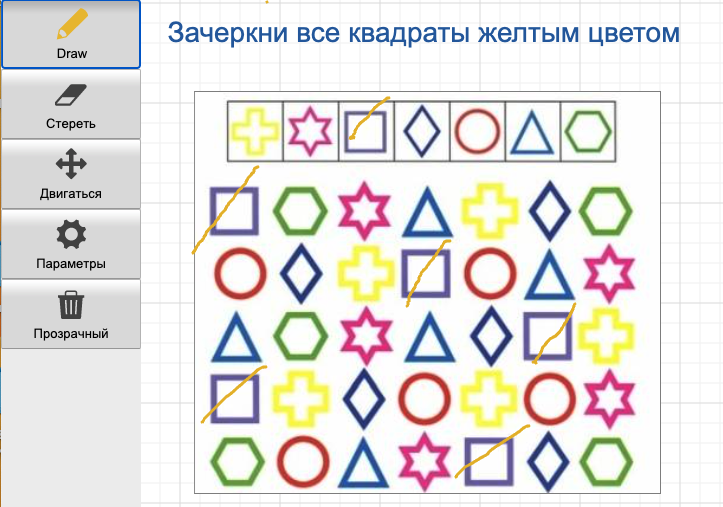 Draw
Зачеркни все квадраты желтым цветом
Стереть
Двигаться
Параметры
Прозрачный